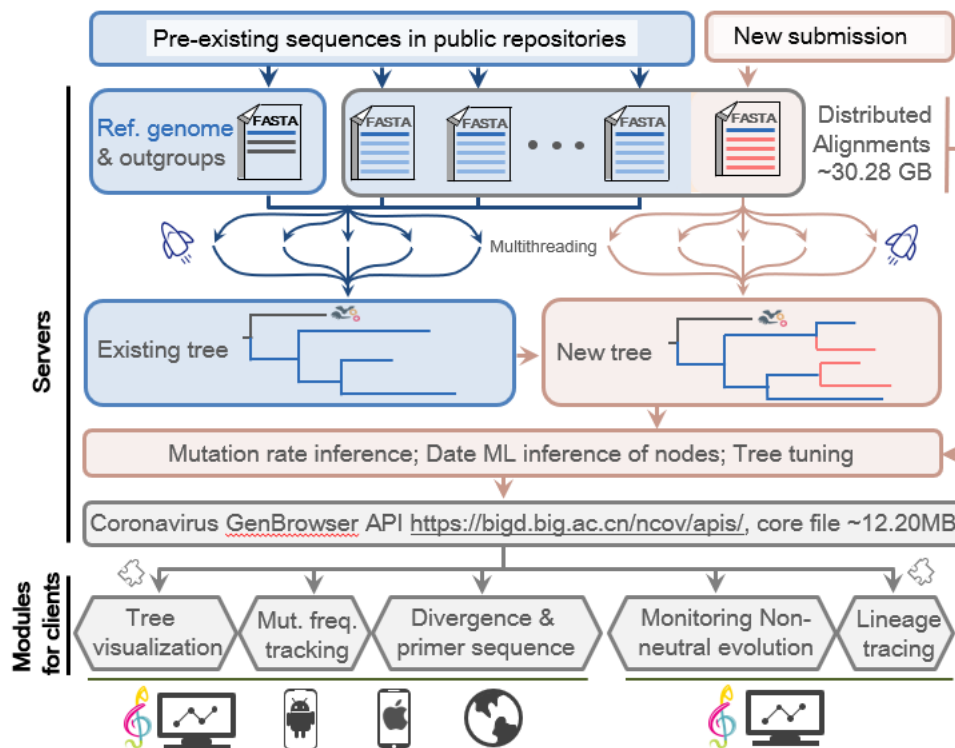 Pre-existing sequences in public repositories
New submission
Servers
Ref. genome
& outgroups
FASTA
FASTA
FASTA
FASTA
FASTA
Distributed
Alignments
~30.28 GB
Multithreading
Existing tree
New tree
Mutation rate inference; Date ML inference of nodes; Tree tuning
Coronavirus GenBrowser API https://bigd.big.ac.cn/ncov/apis/, core file ~12.20MB
Modules
for clients
Tree
visualization
Mut. freq.
tracking
Divergence &
primer sequence
Monitoring Non-
neutral evolution
Lineage
tracing